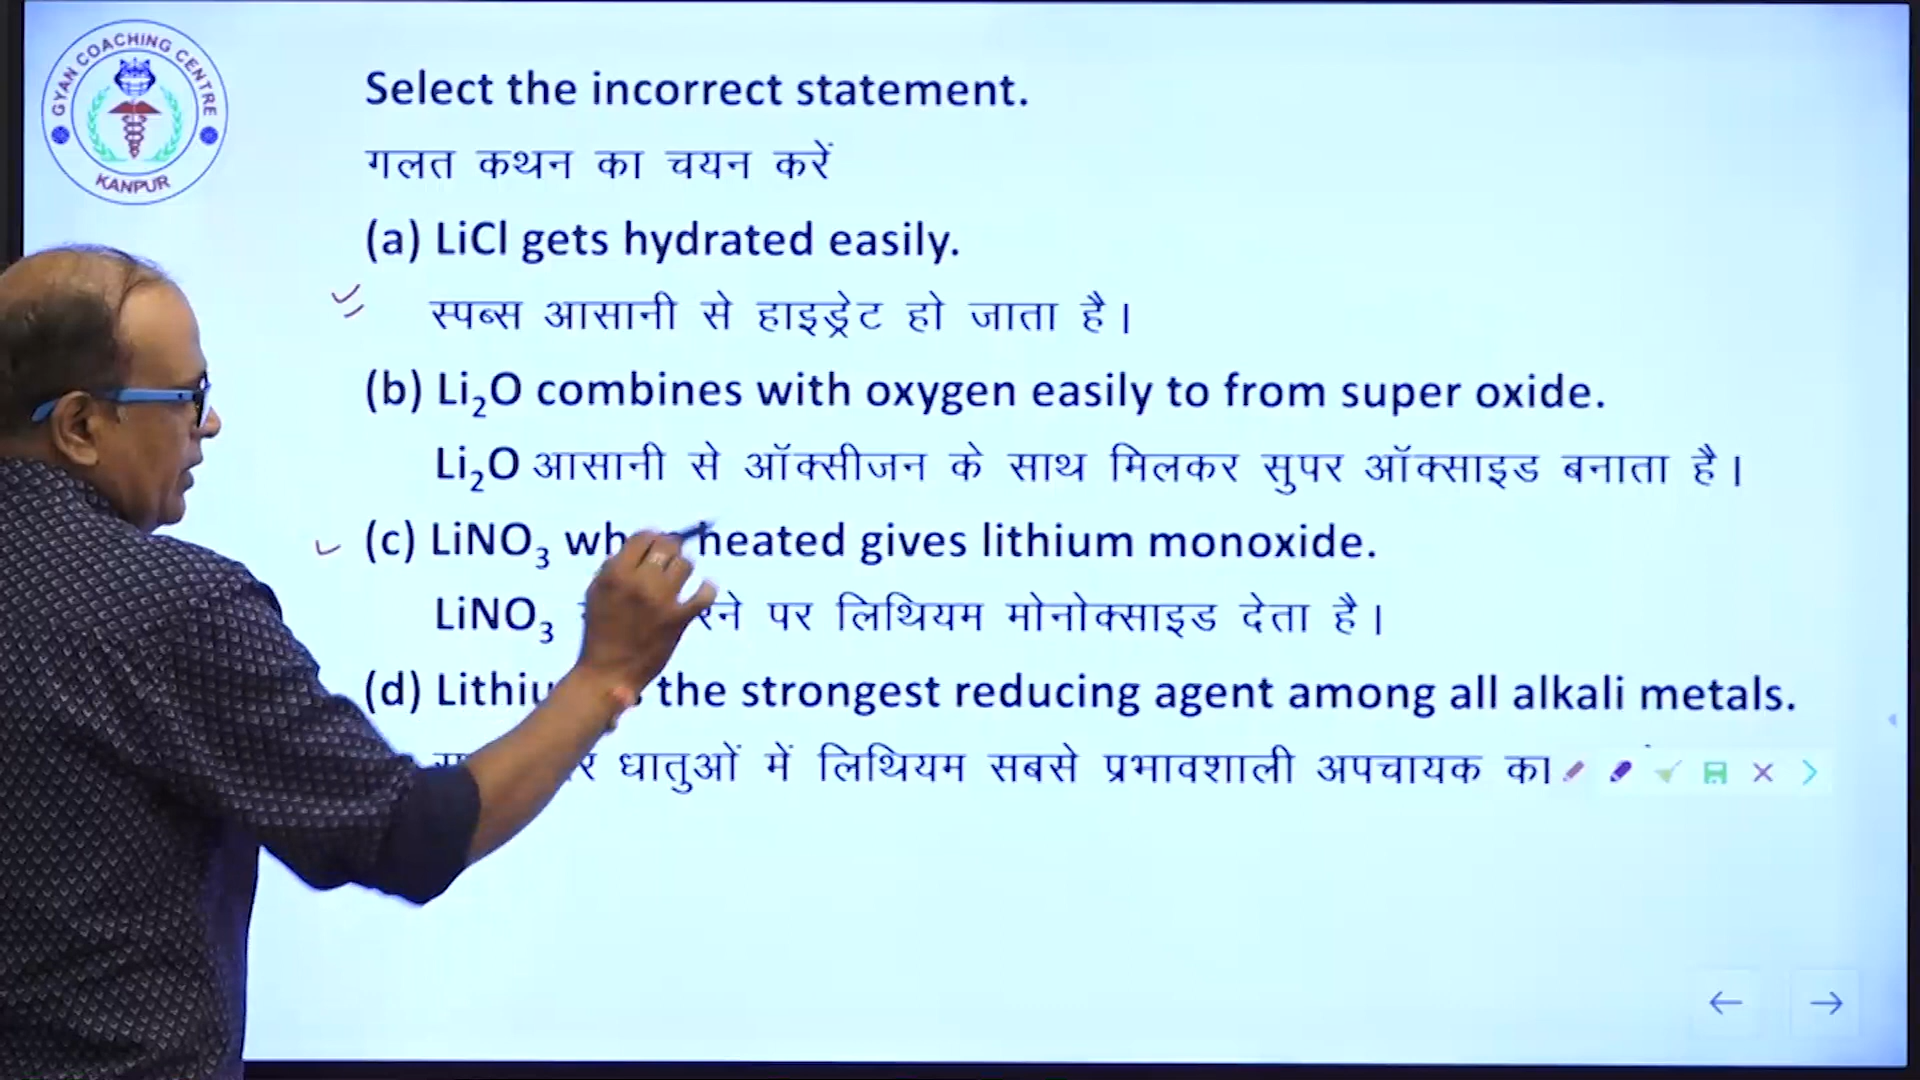 GYAN COACHING CENTRE
KANPUR
Select the incorrect statement.
गलत कथन का चयन करें
(a) LiCl gets hydrated easily.
स्पब्स आसानी से हाइड्रेट हो जाता है।
(b) Li₂O combines with oxygen easily to from super oxide.
Li₂O आसानी से ऑक्सीजन के साथ मिलकर सुपर ऑक्साइड बनाता है।
(c) LiNO₃ heated gives lithium monoxide.
LiNO₃ पर लिथियम मोनोक्साइड देता है।
(d) the strongest reducing agent among all alkali metals.
धातुओं में लिथियम सबसे प्रभावशाली अपचायक